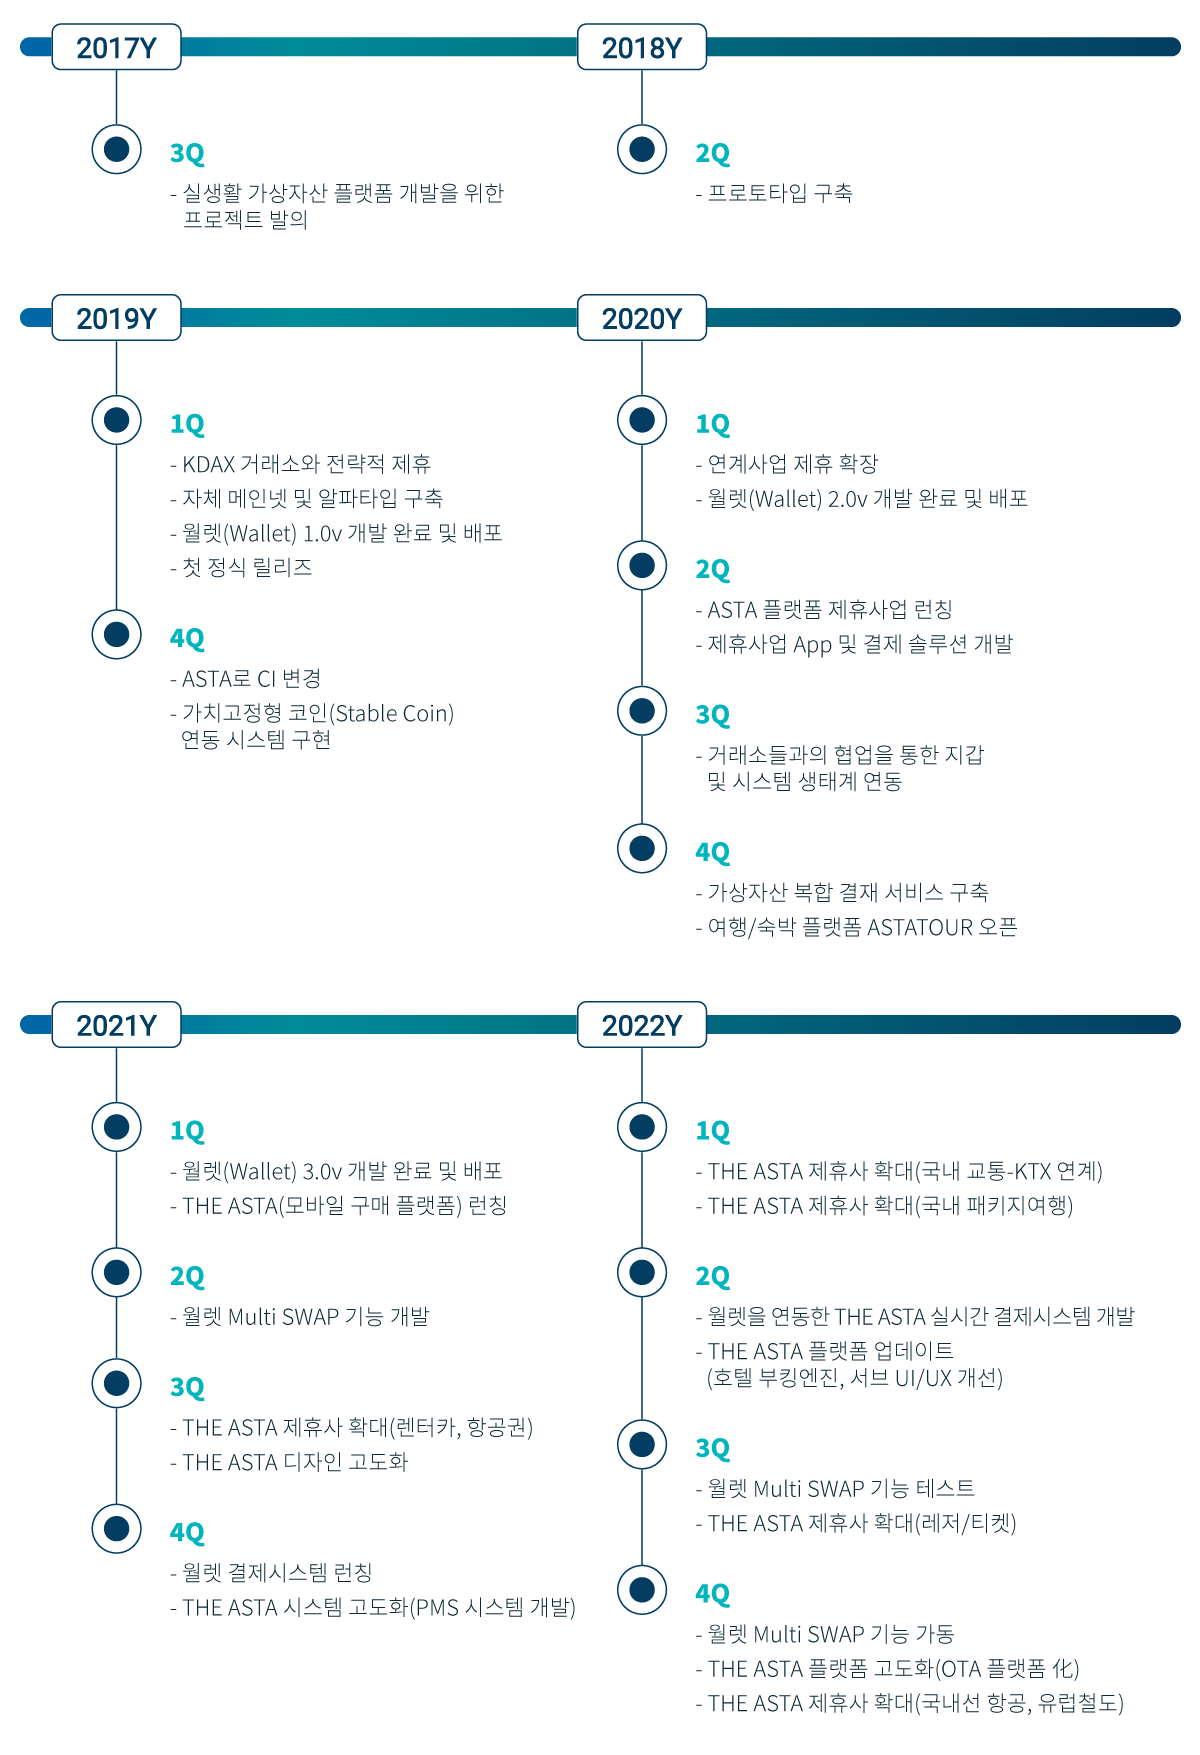 2017Y
3Q
- 실생활 가상자산 플랫폼 개발을 위한
프로젝트 발의
2018Y
2Q
- 프로토타입 구축
2019Y
1Q
- KDAX 거래소와 전략적 제휴
- 자체 메인넷 및 알파타입 구축
- 월렛(Wallet) 1.0v 개발 완료 및 배포
- 첫 정식 릴리즈
4Q
- ASTA로 CI 변경
- 가치고정형 코인(Stable Coin)
연동 시스템 구현
2020Y
1Q
- 연계사업 제휴 확장
- 월렛(Wallet) 2.0v 개발 완료 및 배포
2Q
- ASTA 플랫폼 제휴사업 런칭
- 제휴사업 App 및 결제 솔루션 개발
3Q
- 거래소들과의 협업을 통한 지갑
및 시스템 생태계 연동
4Q
- 가상자산 복합 결재 서비스 구축
- 여행/숙박 플랫폼 ASTATOUR 오픈
2021Y
1Q
- 월렛(Wallet) 3.0v 개발 완료 및 배포
- THE ASTA(모바일 구매 플랫폼) 런칭
2Q
- 월렛 Multi SWAP 기능 개발
3Q
- THE ASTA 제휴사 확대(렌터카, 항공권)
- THE ASTA 디자인 고도화
4Q
- 월렛 결제시스템 런칭
- THE ASTA 시스템 고도화(PMS 시스템 개발)
2022Y
1Q
- THE ASTA 제휴사 확대(국내 교통-KTX 연계)
- THE ASTA 제휴사 확대(국내 패키지여행)
2Q
- 월렛을 연동한 THE ASTA 실시간 결제시스템 개발
- THE ASTA 플랫폼 업데이트
(호텔 부킹엔진, 서브 UI/UX 개선)
3Q
- 월렛 Multi SWAP 기능 테스트
- THE ASTA 제휴사 확대(레저/티켓)
4Q
- 월렛 Multi SWAP 기능 가동
- THE ASTA 플랫폼 고도화(OTA 플랫폼 化)
- THE ASTA 제휴사 확대(국내선 항공, 유럽철도)